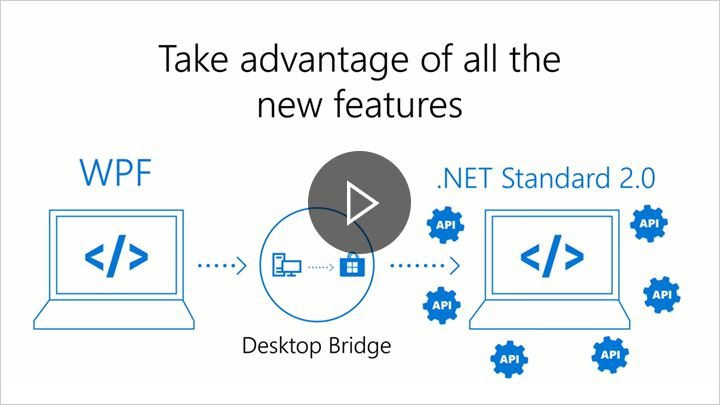 Take advantage of all the
new features
WPF
.NET Standard 2.0
</>
</>
API
API
API
API
API
API
Desktop Bridge